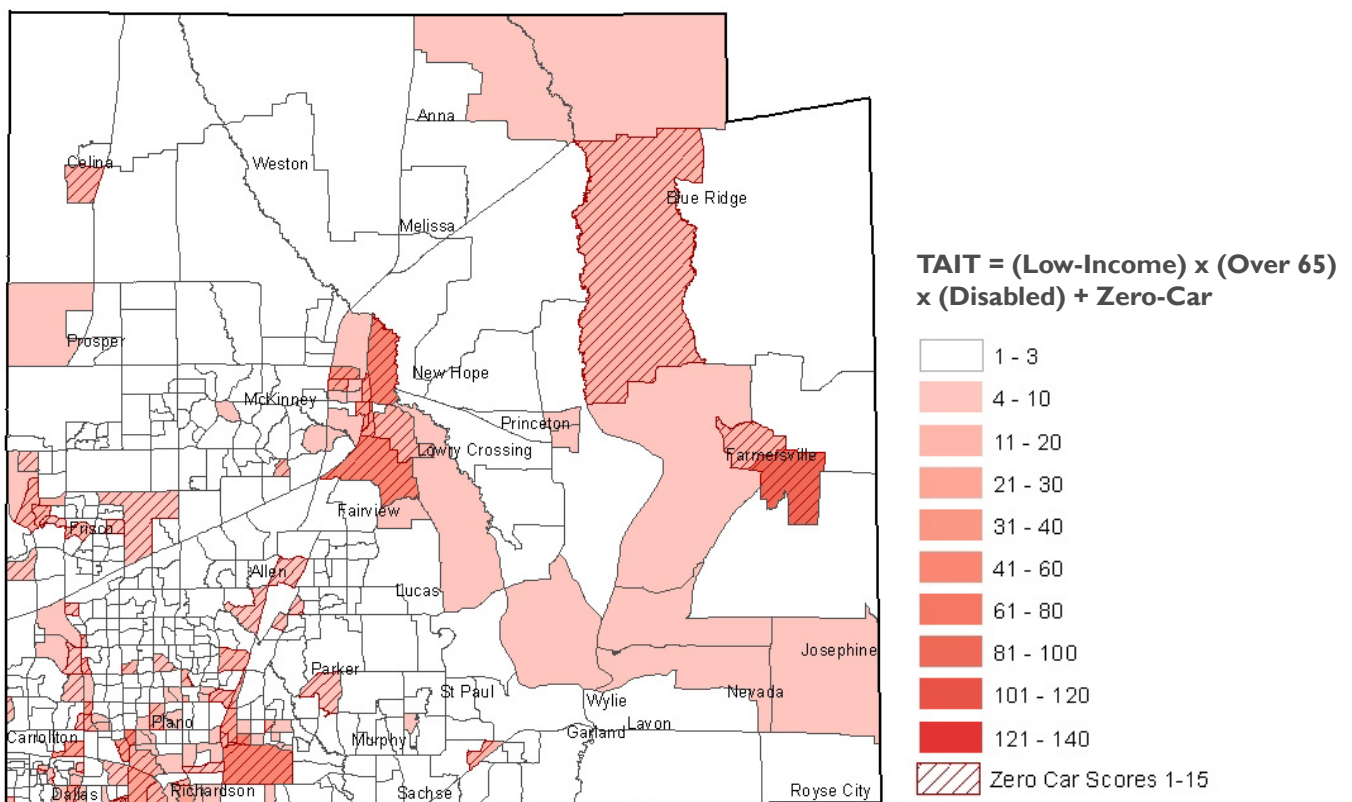 Anna
Celina
Weston
Blue Ridge
Melissa
TAIT = (Low-Income) x (Over 65)
x (Disabled) + Zero-Car
Prosper
1 - 3
New Hope
4 - 10
McKinney
Princeton
11 - 20
Lowry Crossing
Farmersville
21 - 30
Fairview
Frisco
31 - 40
Allen
41 - 60
Lucas
61 - 80
Parker
Josephine
81 - 100
St Paul
Nevada
Wylie
101 - 120
Plano
Lavon
Carrollton
Murphy
Garland
121 - 140
Zero Car Scores 1-15
Dallas
Richardson
Sachse
Royse City